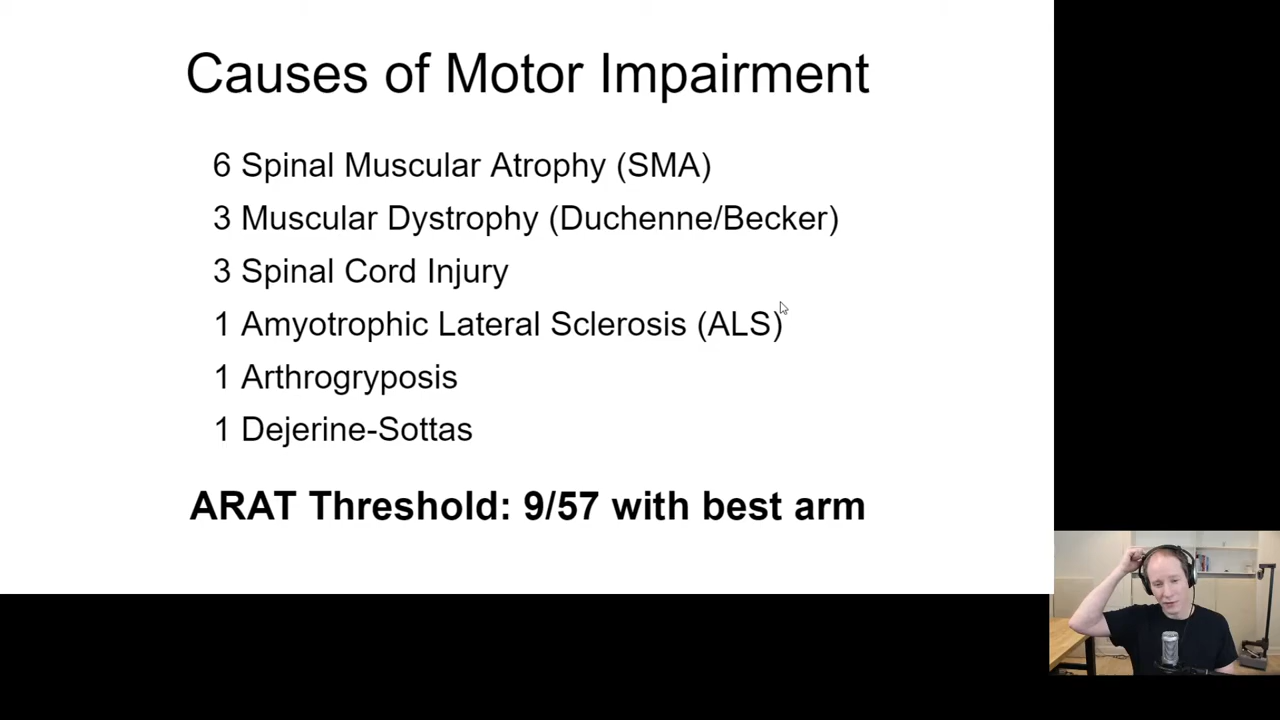 Causes of Motor Impairment
6 Spinal Muscular Atrophy (SMA)
3 Muscular Dystrophy (Duchenne/Becker)
3 Spinal Cord Injury
1 Amyotrophic Lateral Sclerosis (ALS)
1 Arthrogryposis
1 Dejerine-Sottas
ARAT Threshold: 9/57 with best arm